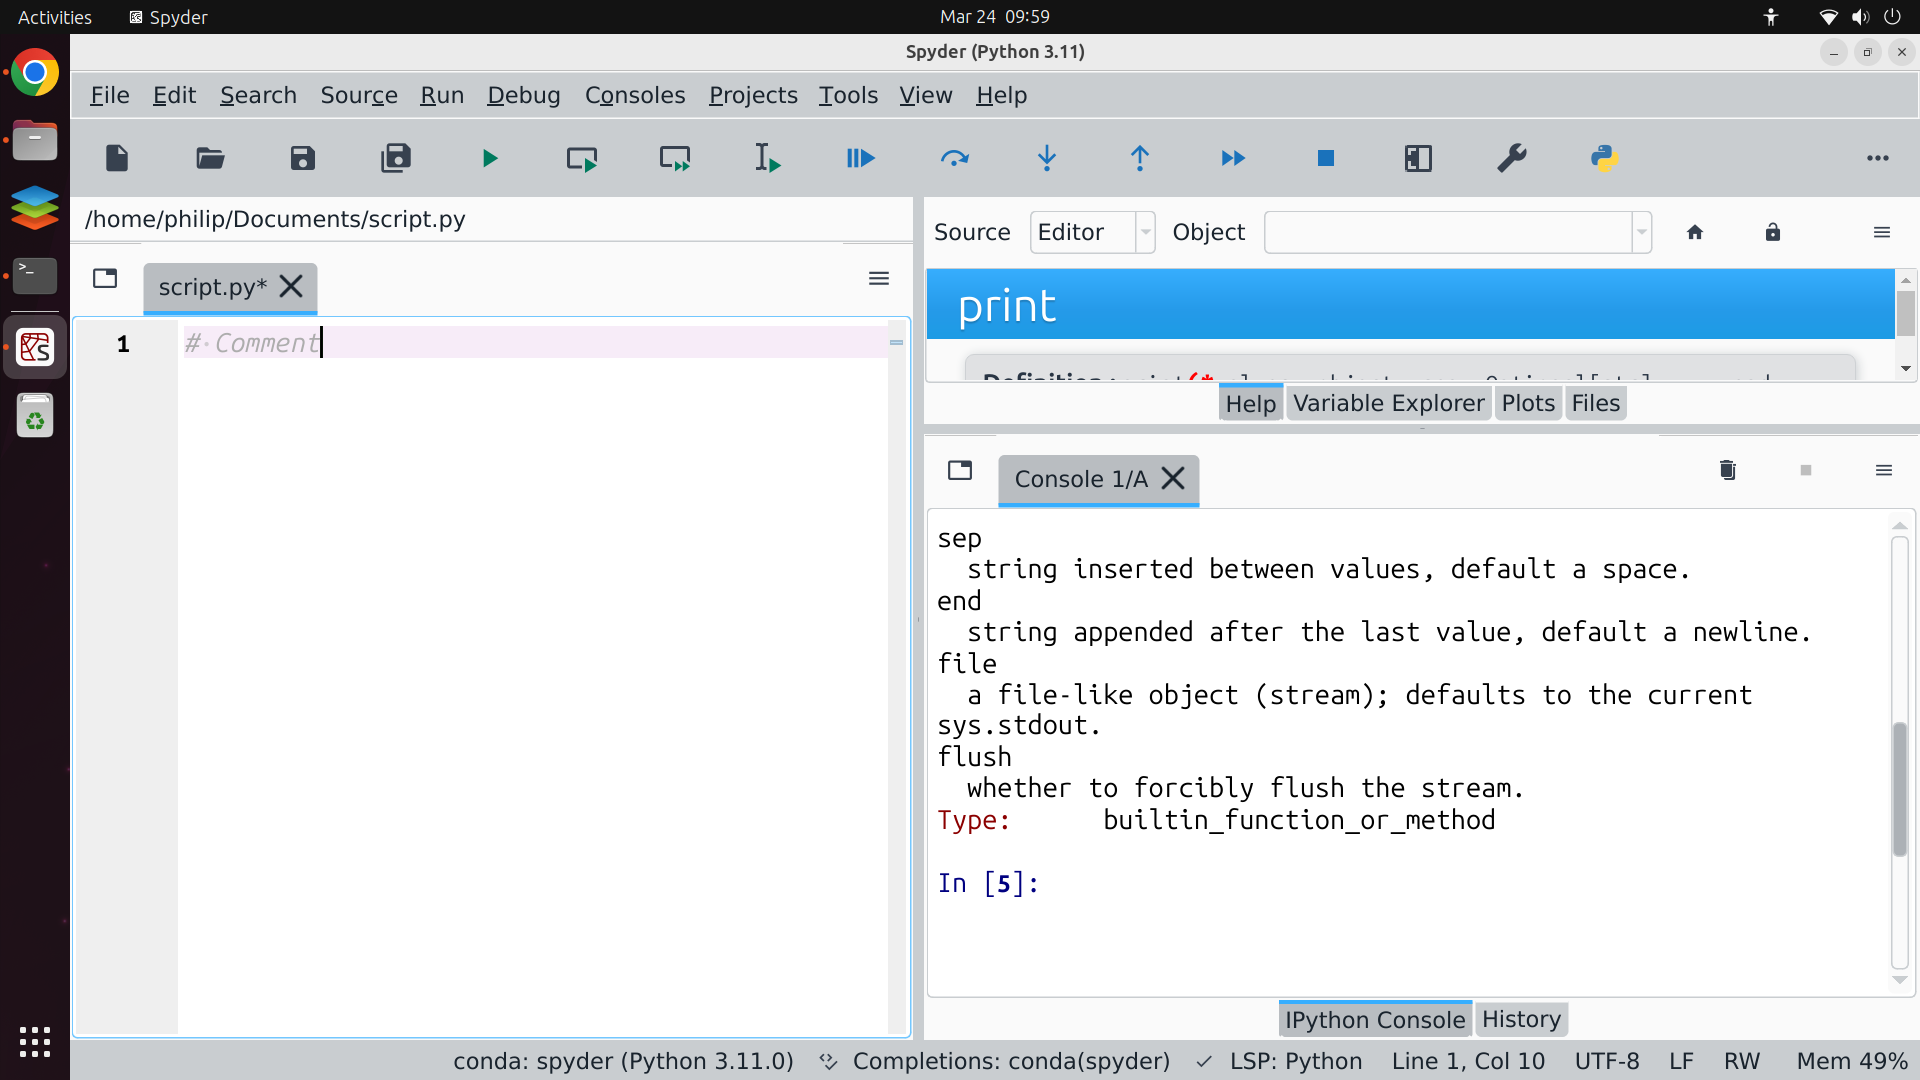 Activities
Spyder
Mar 24 09:59
Spyder (Python 3.11)
File Edit Search Source Run Debug Consoles Projects Tools View Help
/home/philip/Documents/script.py
script.py*
1
# Comment
Source Editor Object
print
Help Variable Explorer Plots Files
Console 1/A
sep
string inserted between values, default a space.
end
string appended after the last value, default a newline.
file
a file-like object (stream); defaults to the current
sys.stdout.
flush
whether to forcibly flush the stream.
Type: builtin_function_or_method
In [5]:
IPython Console History
conda: spyder (Python 3.11.0) Completions: conda(spyder) LSP: Python Line 1, Col 10 UTF-8 LF RW Mem 49%